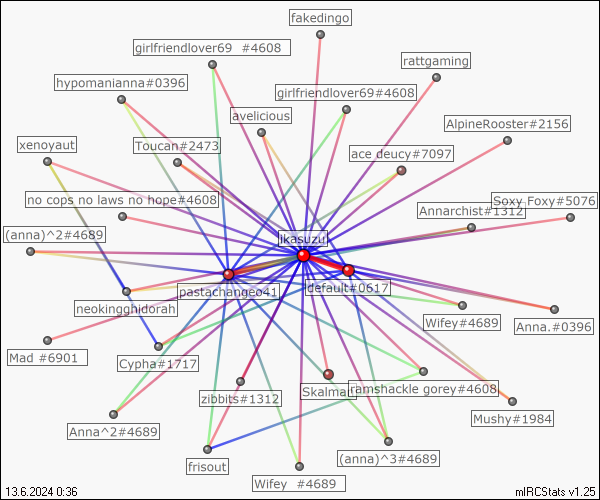 fakedingo
girlfriendlover69 #4608
rattgaming
hypomanianna#0396
girlfriendlover69#4608
avelicious
AlpineRooster#2156
xenoyaut
Toucan#2473
ace deucy#7097
no cops no laws no hope#4608
Soxy Foxy#5076
Annarchist#1312
(anna)^2#4689
ikasuzu
pastachangeo41
default#0617
neokingghidorah
Wifey#4689
Anna.#0396
Mad #6901
Cypha#1717
zibbits#1312
Skalman
ramshackle gorey#4608
Mushy#1984
Anna^2#4689
frisout
(anna)^3#4689
Wifey #4689
13.6.2024 0:36
mIRCStats v1.25